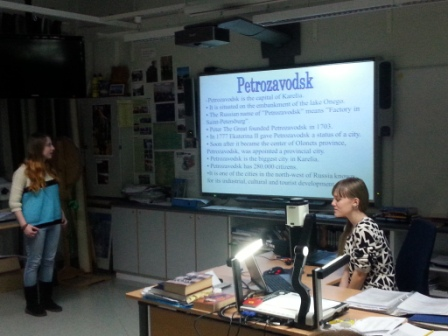 Petrozavodsk
•Petrozavodsk is the capital of Karelia.
• It is situated on the embankment of the lake Onego.
• The Russian name of "Petrozavodsk" means "Factory in
Saint-Petersburg"
• Peter The Great founded Petrozavodsk in 1703.
• In 1777 Ekaterina II gave Petrozavodsk a status of a city.
• Soon after it became the center of Olonets province,
Petrozavodsk, was appointed a provincial city.
• Petrozavodsk is the biggest city in Karelia.
• Petrozavodsk has 280.000 citizens.
•It is one of the cities in the north-west of Russia known
for its industrial, cultural and tourist development